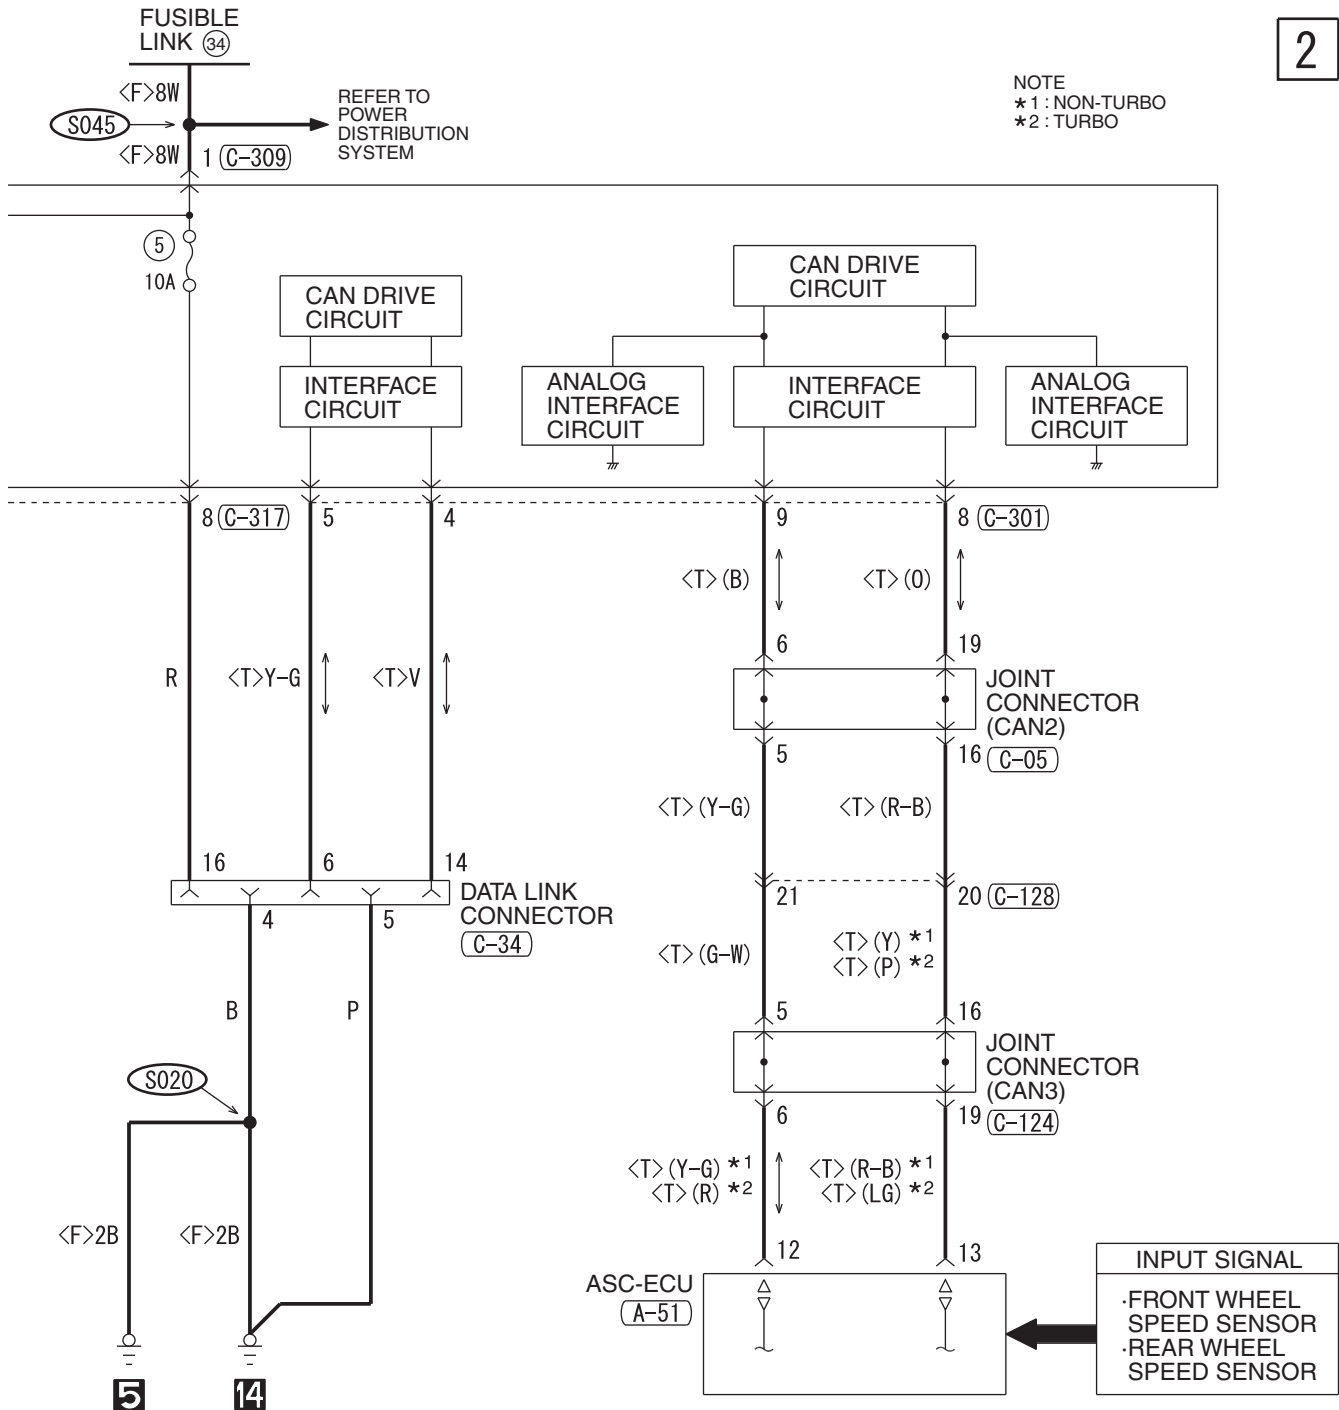 FUSIBLE
LINK 34
2
NOTE
*1 : NON-TURBO
*2 : TURBO
<F>8W
S045
REFER TO
POWER
DISTRIBUTION
SYSTEM
<F>8W
1 C-309
5
10A
CAN DRIVE
CIRCUIT
CAN DRIVE
CIRCUIT
INTERFACE
CIRCUIT
ANALOG
INTERFACE
CIRCUIT
INTERFACE
CIRCUIT
ANALOG
INTERFACE
CIRCUIT
8 C-317 5 4 9 8 C-301
<T>(B) <T>(O)
6 19
R <T>Y-G <T>V
JOINT
CONNECTOR
(CAN2)
5 16 C-05
<T>(Y-G) <T>(R-B)
16 6 14
DATA LINK
CONNECTOR
C-34
4 5
21 20 C-128
<T>(G-W)
<T>(Y) *1
<T>(P) *2
B P
5 16
JOINT
CONNECTOR
(CAN3)
S020
6 19 C-124
<T>(Y-G) *1 <T>(R-B) *1
<T>(R) *2 <T>(LG) *2
<F>2B <F>2B
12 13
ASC-ECU
A-51
INPUT SIGNAL
·FRONT WHEEL
SPEED SENSOR
·REAR WHEEL
SPEED SENSOR
5 14